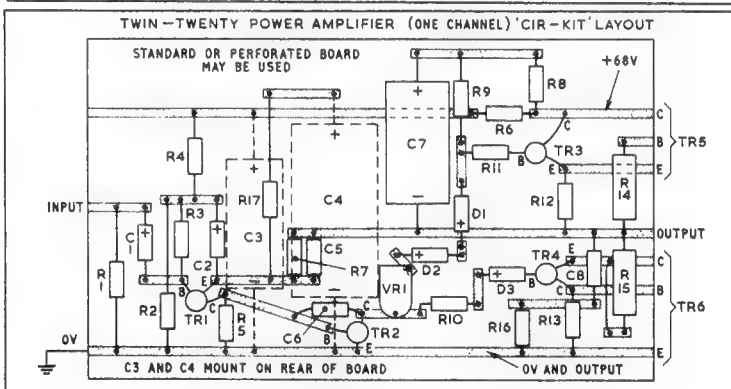 TWIN-TWENTY POWER AMPLIFIER (ONE CHANNEL) 'CIR-KIT' LAYOUT
STANDARD OR PERFORATED BOARD
MAY BE USED
+68V
R9
R8
R6
C
C
TR5
B
E
C7
R4
R11
B
TR3
E
R14
R17
C4
R12
INPUT
R3
C3
C1
C2
C5
D1
OUTPUT
R7
D2
TR4
E
C8
C
R1
R2
B
TR1
E
C
R5
VR1
D3
B
C
R15
B
TR6
C6
C
B
TR2
E
R10
R16
R13
0V
E
C3 AND C4 MOUNT ON REAR OF BOARD
0V AND OUTPUT